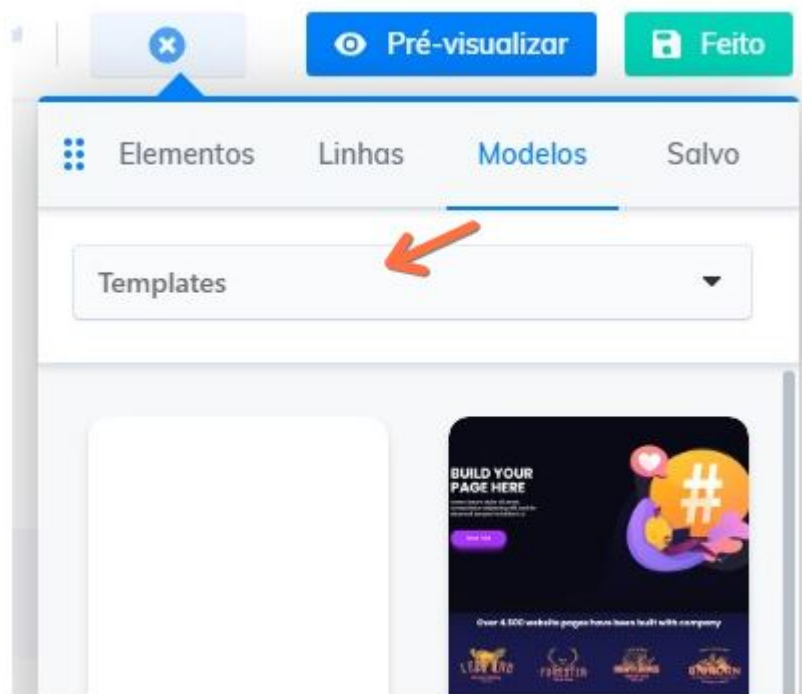 Pré-visualizar
Feito
Elementos
Linhas
Modelos
Salvo
Templates
BUILD YOUR
PAGE HERE
Over 4.500 website pages have been built with company
FORESTER